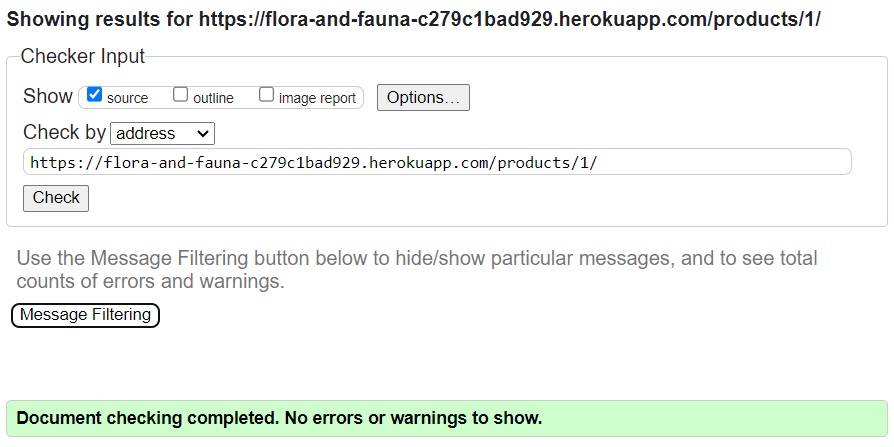 Showing results for https://flora-and-fauna-c279c1bad929.herokuapp.com/products/1/
Checker Input
Show source outline image report Options...
Check by address
https://flora-and-fauna-c279c1bad929.herokuapp.com/products/1/
Check
Use the Message Filtering button below to hide/show particular messages, and to see total
counts of errors and warnings.
Message Filtering
Document checking completed. No errors or warnings to show.